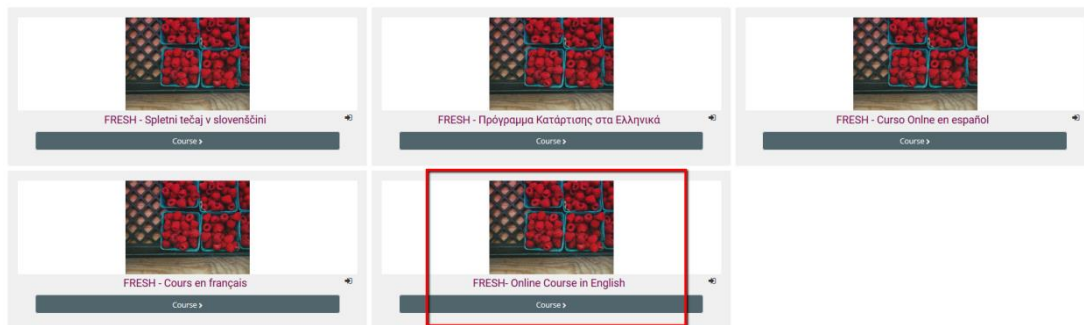 FRESH - Spletni tečaj v slovenščini
Course >
FRESH - Πρόγραμμα Κατάρτισης στα Ελληνικά
Course >
FRESH - Curso Onlne en español
Course >
FRESH - Cours en français
Course >
FRESH- Online Course in English
Course >